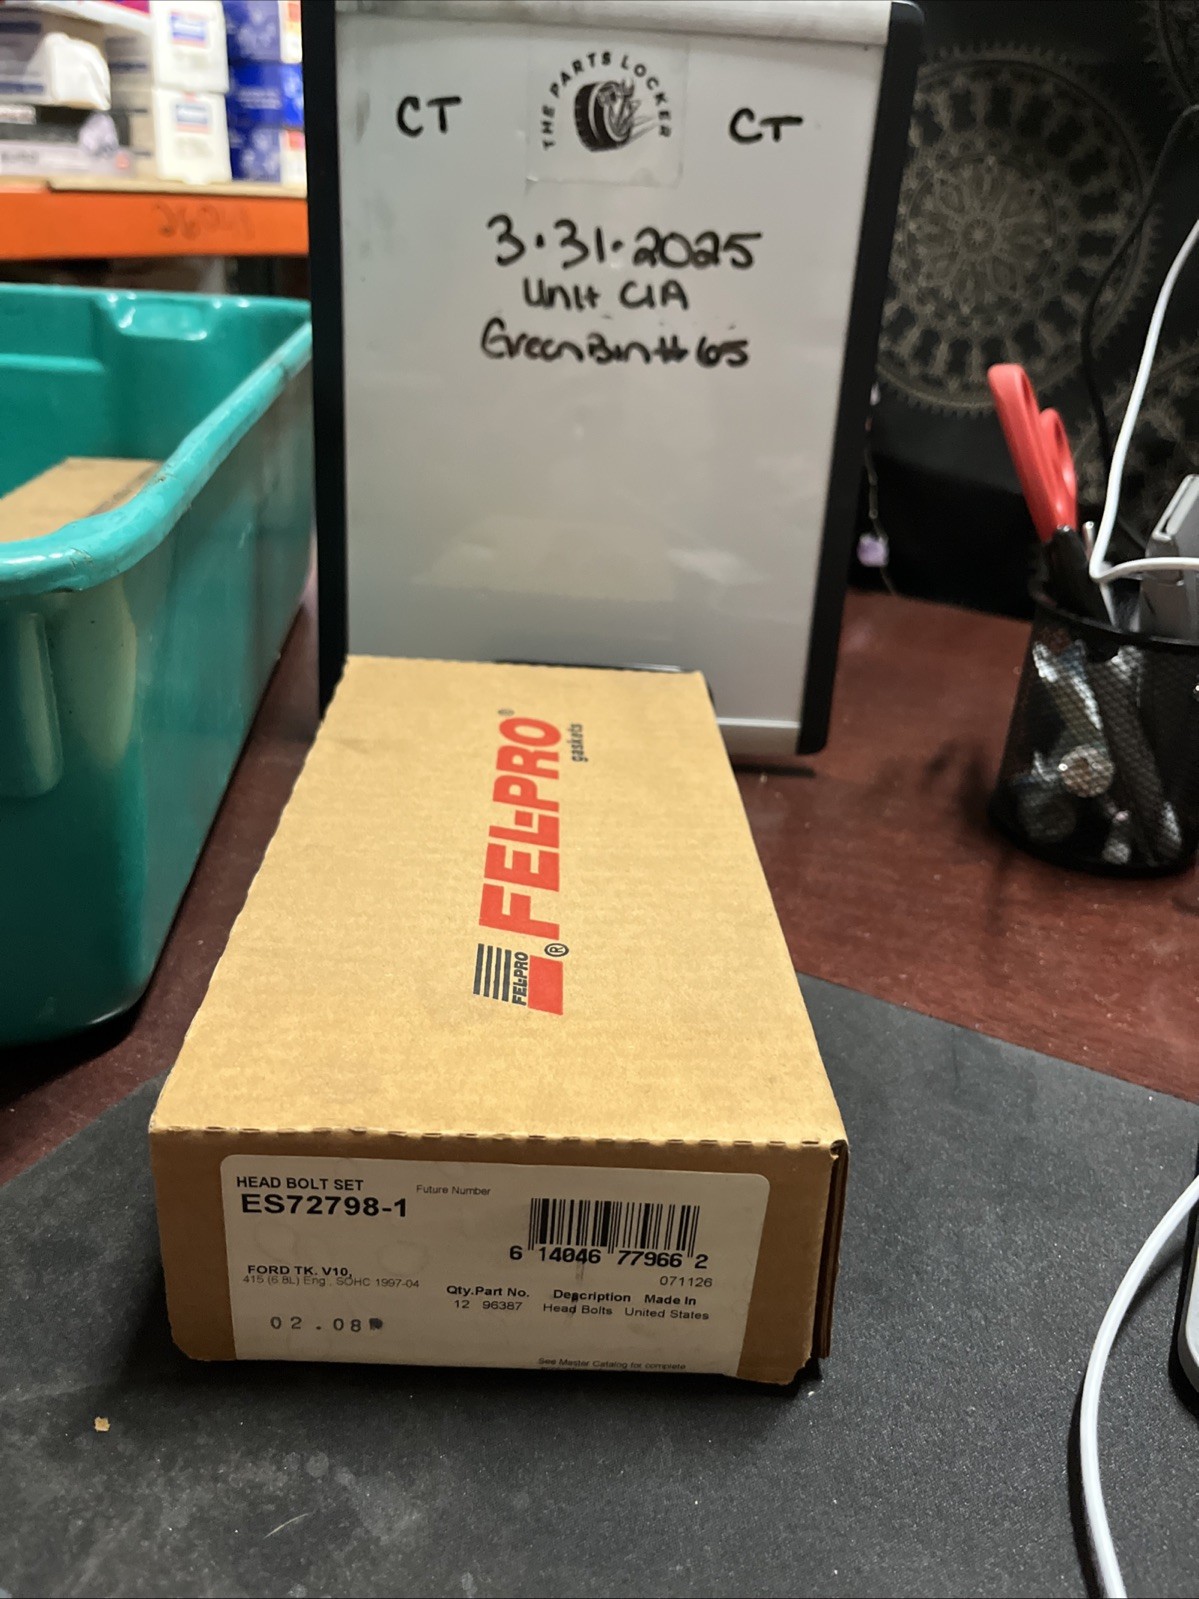 THE PARTS LOCKER
CT
CT
3.31.2025
Unit C1A
Green Bin # 65
FEL-PRO®
gaskets
FEL-PRO
®
HEAD BOLT SET
ES72798-1
Future Number
6 14046 77966 2
071126
FORD TK. V10,
415 (6.8L) Eng., SOHC 1997-04
Qty. Part No. Description Made In
12 96387 Head Bolts United States
02.08
See Master Catalog for complete